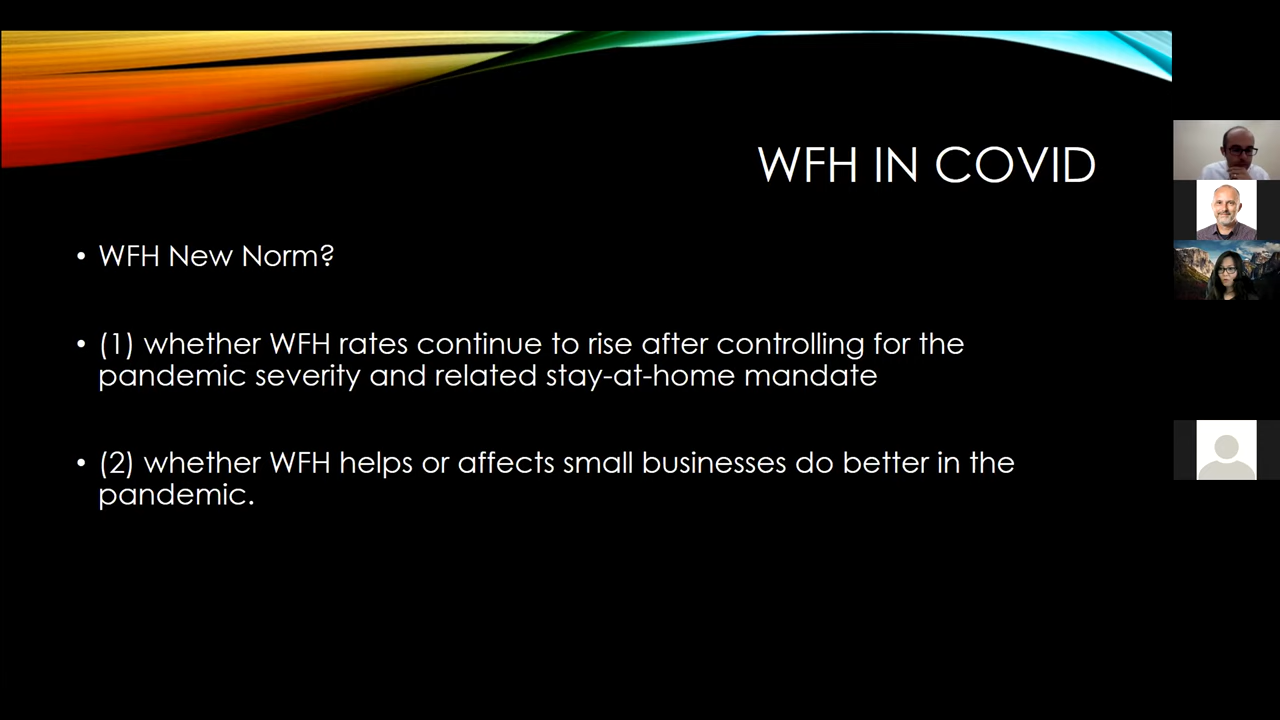 WFH IN COVID
• WFH New Norm?
• (1) whether WFH rates continue to rise after controlling for the
pandemic severity and related stay-at-home mandate
• (2) whether WFH helps or affects small businesses do better in the
pandemic.